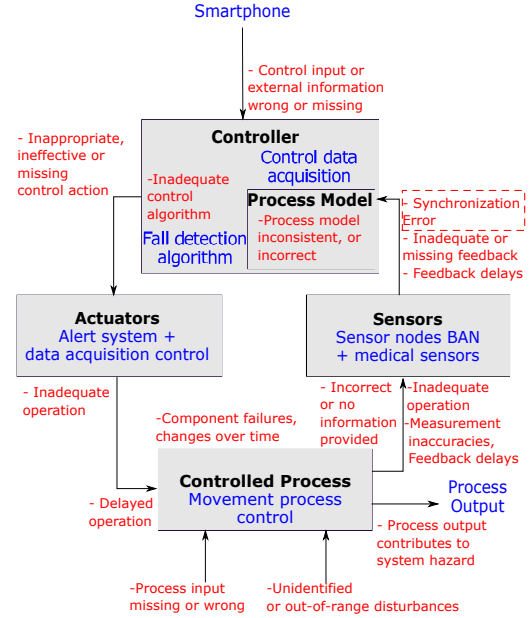 Smartphone
- Control input or
external information
wrong or missing
- Inappropriate,
ineffective or
missing
control action
Controller
Control data
acquisition
-Inadequate
control
algorithm
Process Model
-Process model
inconsistent, or
incorrect
Fall detection
algorithm
- Synchronization
Error
- Inadequate or
missing feedback
- Feedback delays
Actuators
Alert system +
data acquisition control
Sensors
Sensor nodes BAN
+ medical sensors
- Inadequate
operation
-Component failures,
changes over time
- Incorrect
or no
information
provided
-Inadequate
operation
-Measurement
inaccuracies,
Feedback delays
Controlled Process
Movement process
control
- Delayed
operation
Process
Output
- Process output
contributes to
system hazard
-Process input
missing or wrong
-Unidentified
or out-of-range disturbances